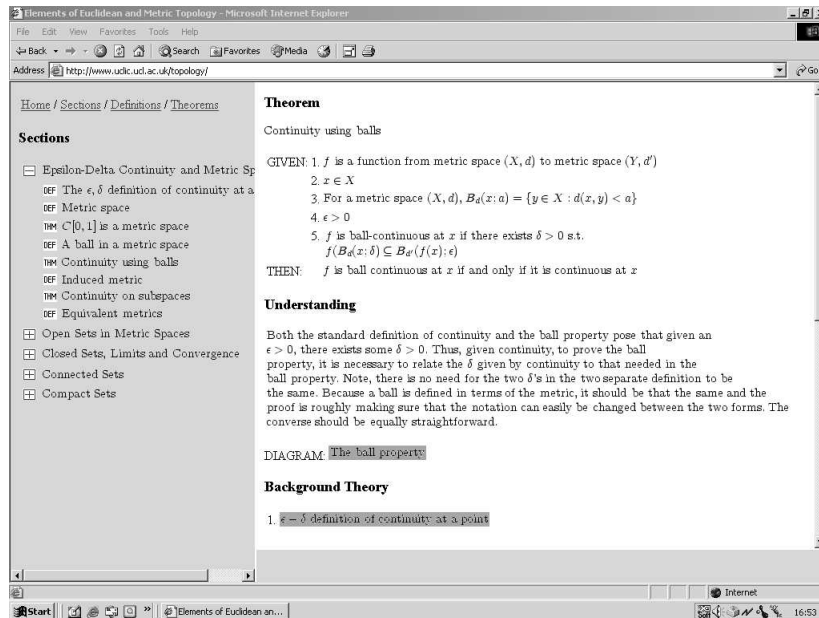 Elements of Euclidean and Metric Topology - Microsoft Internet Explorer
File Edit View Favorites Tools Help
Back Search Favorites Media
Address http://www.uclic.ucl.ac.uk/topology/ Go
Home / Sections / Definitions / Theorems
Sections
Epsilon-Delta Continuity and Metric Sp
DEF The ϵ, δ definition of continuity at a
DEF Metric space
THM C[0, 1] is a metric space
DEF A ball in a metric space
THM Continuity using balls
DEF Induced metric
THM Continuity on subspaces
DEF Equivalent metrics
Open Sets in Metric Spaces
Closed Sets, Limits and Convergence
Connected Sets
Compact Sets
Theorem
Continuity using balls
GIVEN: 1. f is a function from metric space (X, d) to metric space (Y, d′)
2. x ∈ X
3. For a metric space (X, d), B_d(x; a) = {y ∈ X : d(x, y) < a}
4. ϵ > 0
5. f is ball-continuous at x if there exists δ > 0 s.t.
f(B_d(x; δ) ⊆ B_d′(f(x); ϵ)
THEN: f is ball continuous at x if and only if it is continuous at x
Understanding
Both the standard definition of continuity and the ball property pose that given an
ϵ > 0, there exists some δ > 0. Thus, given continuity, to prove the ball
property, it is necessary to relate the δ given by continuity to that needed in the
ball property. Note, there is no need for the two δ's in the two separate definition to be
the same. Because a ball is defined in terms of the metric, it should be that the same and the
proof is roughly making sure that the notation can easily be changed between the two forms. The
converse should be equally straightforward.
DIAGRAM: The ball property
Background Theory
1. ϵ − δ definition of continuity at a point
Internet
Start » Elements of Euclidean an... 16:53